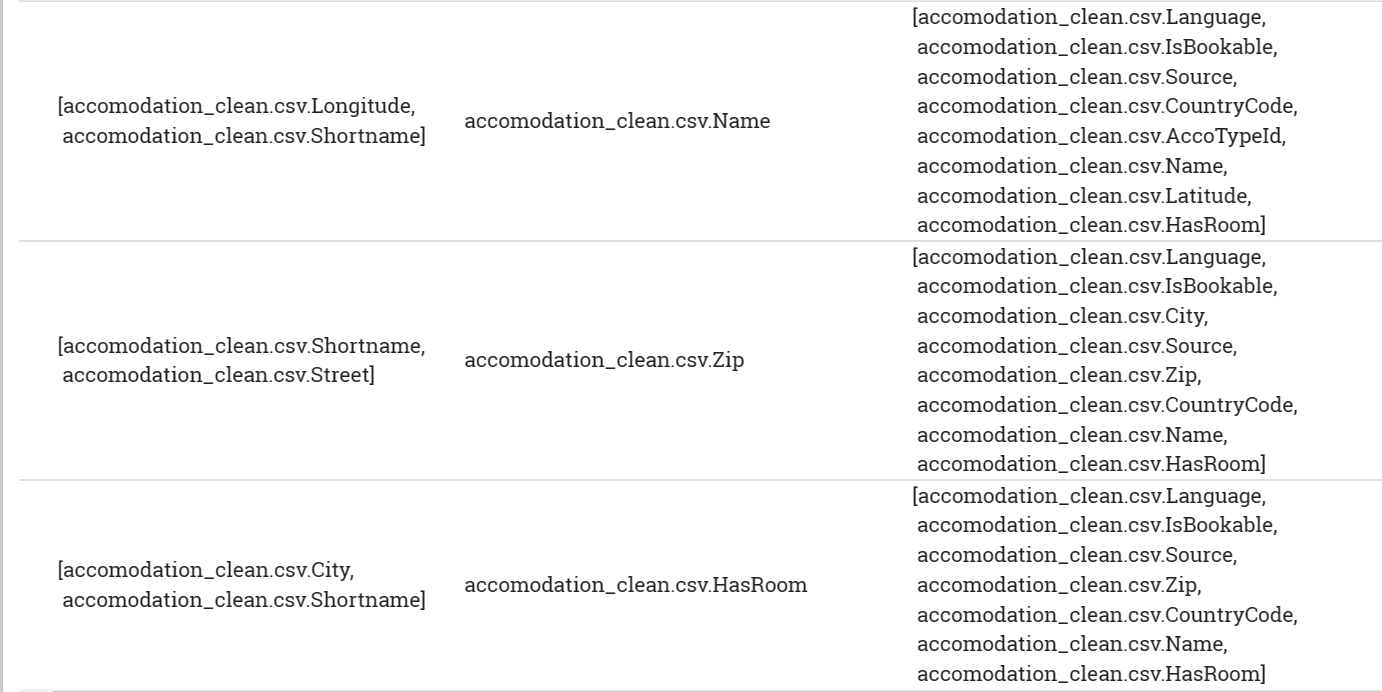 [accomodation_clean.csv.Longitude,
accomodation_clean.csv.Shortname]
accomodation_clean.csv.Name
[accomodation_clean.csv.Language,
accomodation_clean.csv.IsBookable,
accomodation_clean.csv.Source,
accomodation_clean.csv.CountryCode,
accomodation_clean.csv.AccoTypeId,
accomodation_clean.csv.Name,
accomodation_clean.csv.Latitude,
accomodation_clean.csv.HasRoom]
[accomodation_clean.csv.Shortname,
accomodation_clean.csv.Street]
accomodation_clean.csv.Zip
[accomodation_clean.csv.Language,
accomodation_clean.csv.IsBookable,
accomodation_clean.csv.City,
accomodation_clean.csv.Source,
accomodation_clean.csv.Zip,
accomodation_clean.csv.CountryCode,
accomodation_clean.csv.Name,
accomodation_clean.csv.HasRoom]
[accomodation_clean.csv.City,
accomodation_clean.csv.Shortname]
accomodation_clean.csv.HasRoom
[accomodation_clean.csv.Language,
accomodation_clean.csv.IsBookable,
accomodation_clean.csv.Source,
accomodation_clean.csv.Zip,
accomodation_clean.csv.CountryCode,
accomodation_clean.csv.Name,
accomodation_clean.csv.HasRoom]